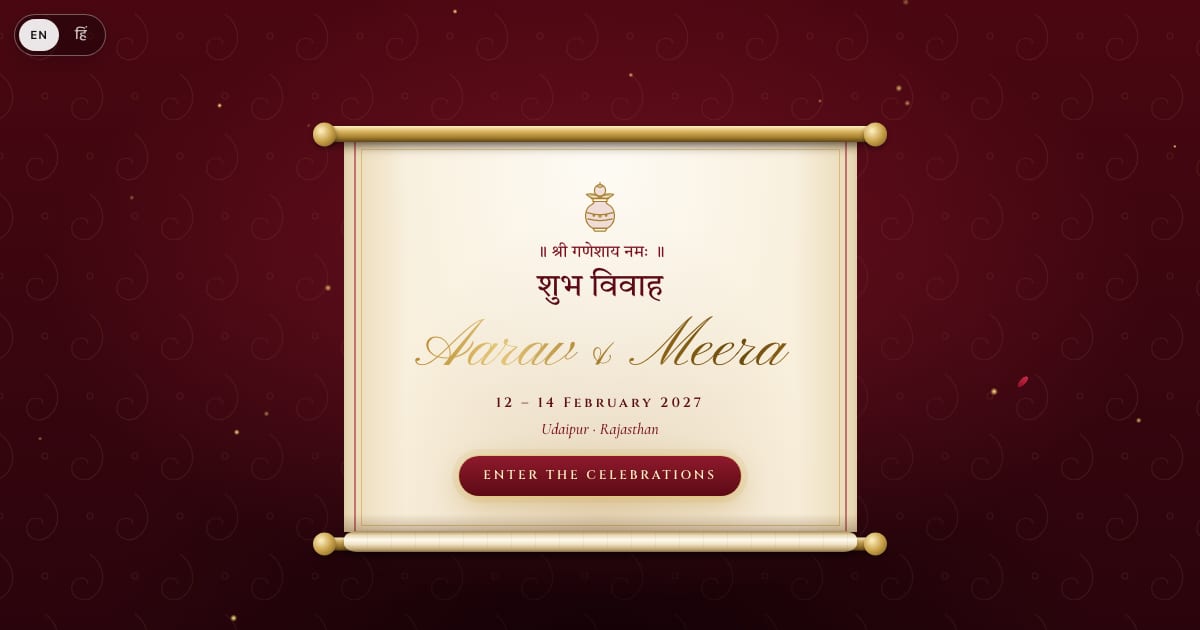 EN हिं
॥ श्री गणेशाय नमः ॥
शुभ विवाह
Aarav & Meera
12 – 14 February 2027
Udaipur · Rajasthan
ENTER THE CELEBRATIONS